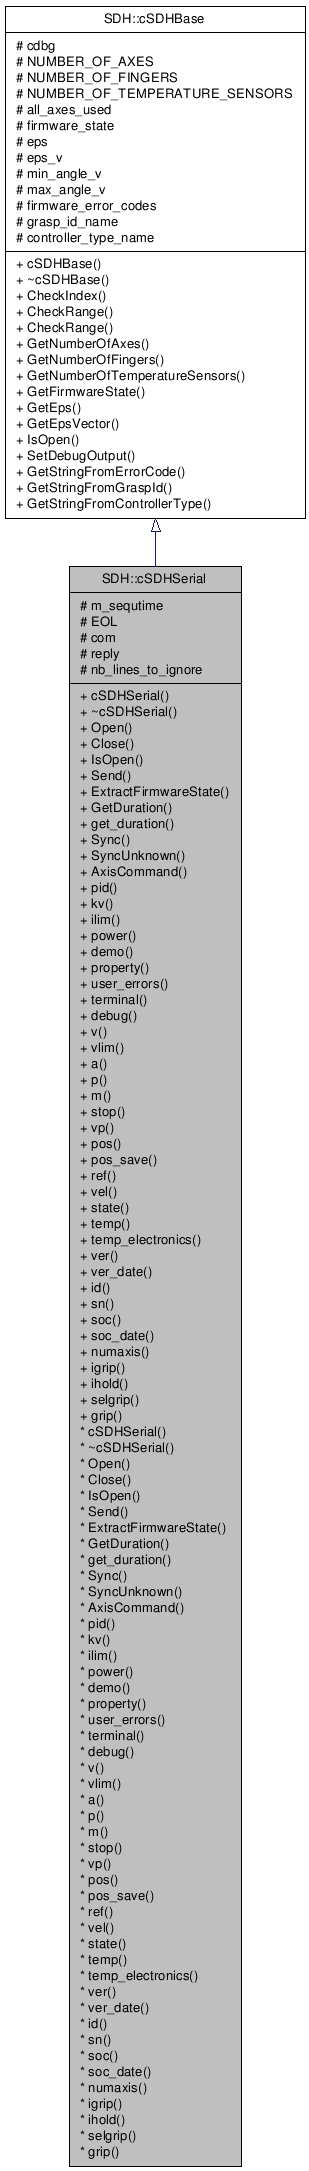 SDH::cSDHBase
# cdbg
# NUMBER_OF_AXES
# NUMBER_OF_FINGERS
# NUMBER_OF_TEMPERATURE_SENSORS
# all_axes_used
# firmware_state
# eps
# eps_v
# min_angle_v
# max_angle_v
# firmware_error_codes
# grasp_id_name
# controller_type_name
+ cSDHBase()
+ ~cSDHBase()
+ CheckIndex()
+ CheckRange()
+ CheckRange()
+ GetNumberOfAxes()
+ GetNumberOfFingers()
+ GetNumberOfTemperatureSensors()
+ GetFirmwareState()
+ GetEps()
+ GetEpsVector()
+ IsOpen()
+ SetDebugOutput()
+ GetStringFromErrorCode()
+ GetStringFromGraspId()
+ GetStringFromControllerType()
SDH::cSDHSerial
# m_sequtime
# EOL
# com
# reply
# nb_lines_to_ignore
+ cSDHSerial()
+ ~cSDHSerial()
+ Open()
+ Close()
+ IsOpen()
+ Send()
+ ExtractFirmwareState()
+ GetDuration()
+ get_duration()
+ Sync()
+ SyncUnknown()
+ AxisCommand()
+ pid()
+ kv()
+ ilim()
+ power()
+ demo()
+ property()
+ user_errors()
+ terminal()
+ debug()
+ v()
+ vlim()
+ a()
+ p()
+ m()
+ stop()
+ vp()
+ pos()
+ pos_save()
+ ref()
+ vel()
+ state()
+ temp()
+ temp_electronics()
+ ver()
+ ver_date()
+ id()
+ sn()
+ soc()
+ soc_date()
+ numaxis()
+ igrip()
+ ihold()
+ selgrip()
+ grip()
* cSDHSerial()
* ~cSDHSerial()
* Open()
* Close()
* IsOpen()
* Send()
* ExtractFirmwareState()
* GetDuration()
* get_duration()
* Sync()
* SyncUnknown()
* AxisCommand()
* pid()
* kv()
* ilim()
* power()
* demo()
* property()
* user_errors()
* terminal()
* debug()
* v()
* vlim()
* a()
* p()
* m()
* stop()
* vp()
* pos()
* pos_save()
* ref()
* vel()
* state()
* temp()
* temp_electronics()
* ver()
* ver_date()
* id()
* sn()
* soc()
* soc_date()
* numaxis()
* igrip()
* ihold()
* selgrip()
* grip()